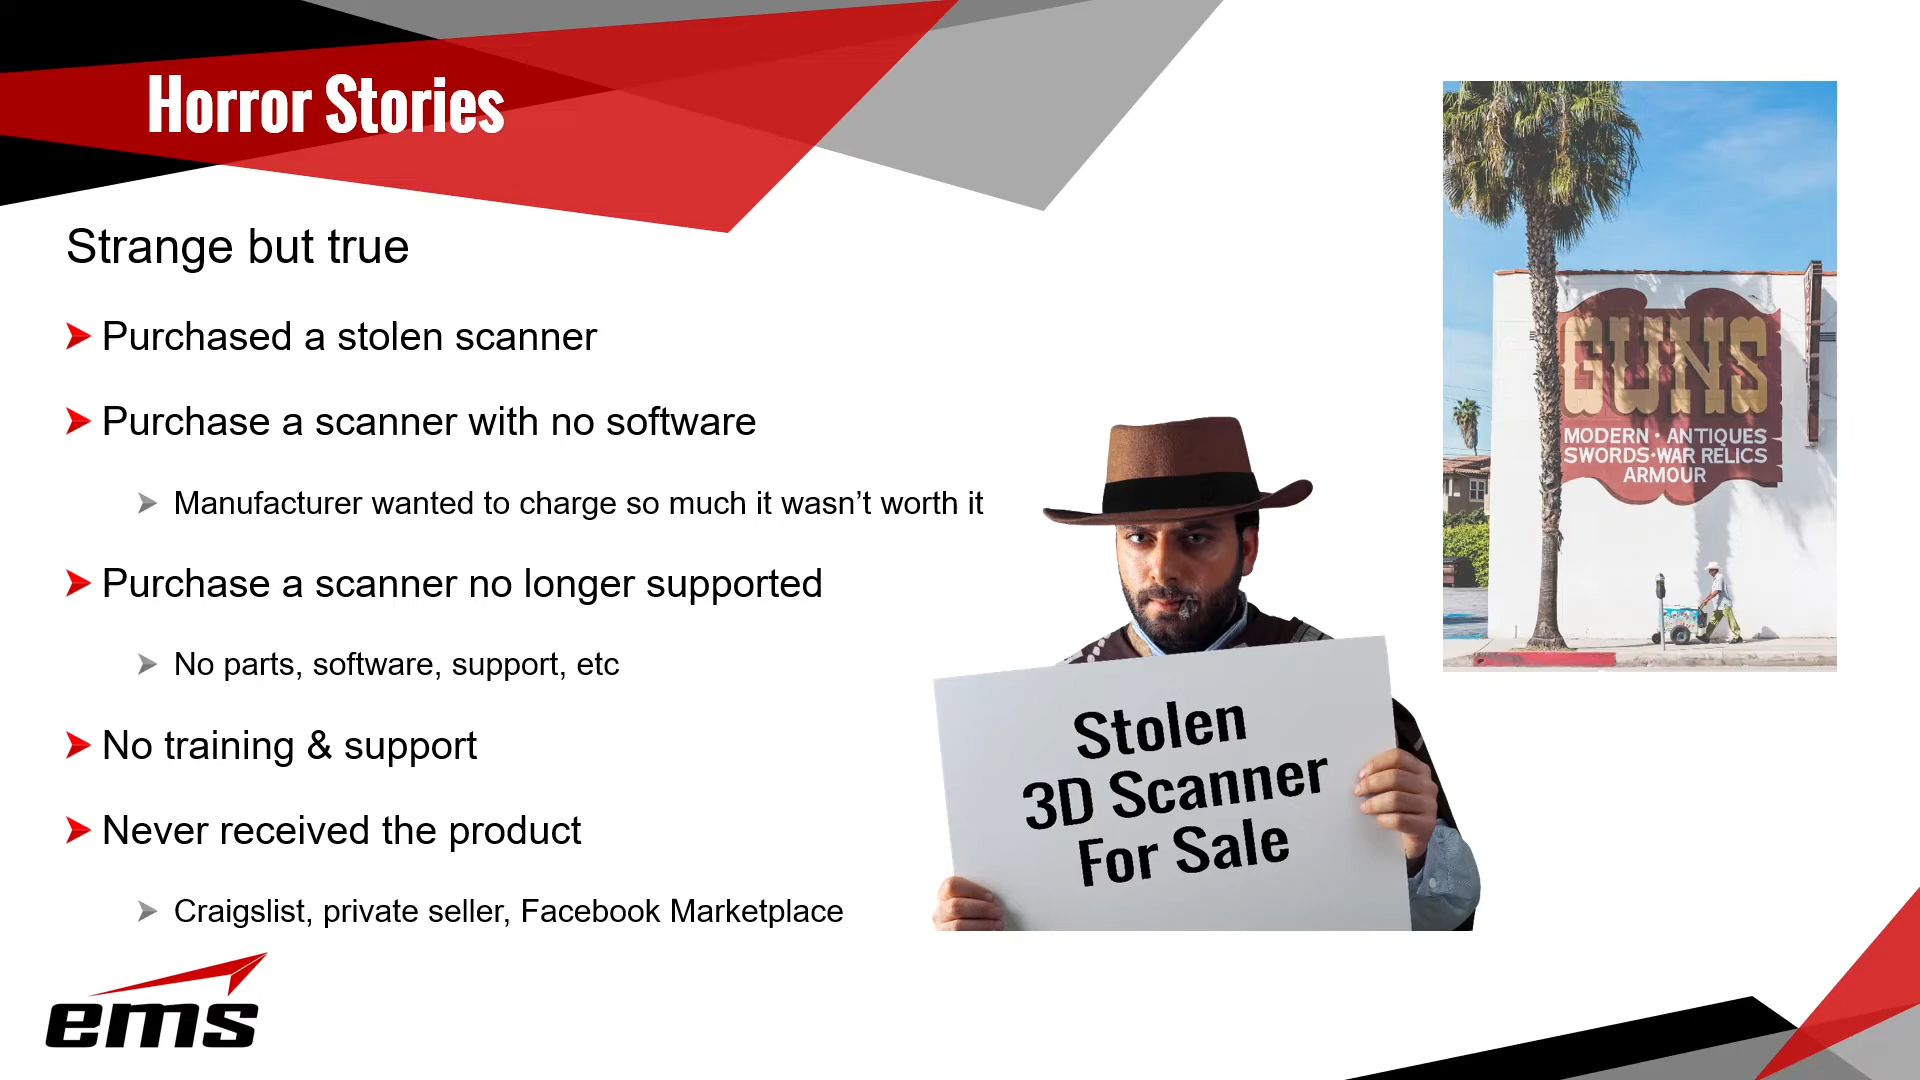 Horror Stories
Strange but true
Purchased a stolen scanner
Purchase a scanner with no software
Manufacturer wanted to charge so much it wasn’t worth it
Purchase a scanner no longer supported
No parts, software, support, etc
No training & support
Never received the product
Craigslist, private seller, Facebook Marketplace
Stolen
3D Scanner
For Sale
GUNS
MODERN · ANTIQUES
SWORDS·WAR RELICS
ARMOUR
ems